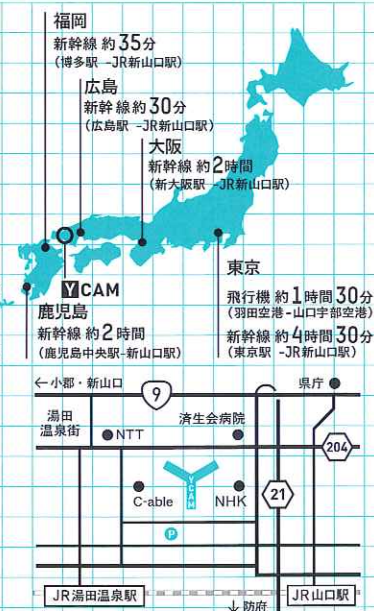 福岡
新幹線 約35分
(博多駅 -JR新山口駅)
広島
新幹線 約30分
(広島駅 -JR新山口駅)
大阪
新幹線 約2時間
(新大阪駅 -JR新山口駅)
YCAM
鹿児島
新幹線 約2時間
(鹿児島中央駅-新山口駅)
東京
飛行機 約1時間30分
(羽田空港-山口宇部空港)
新幹線 約4時間30分
(東京駅 -JR新山口駅)
←小郡・新山口
9
県庁
湯田
温泉街
NTT
済生会病院
204
YCAM
C-able
NHK
21
P
JR湯田温泉駅
↓防府
JR山口駅